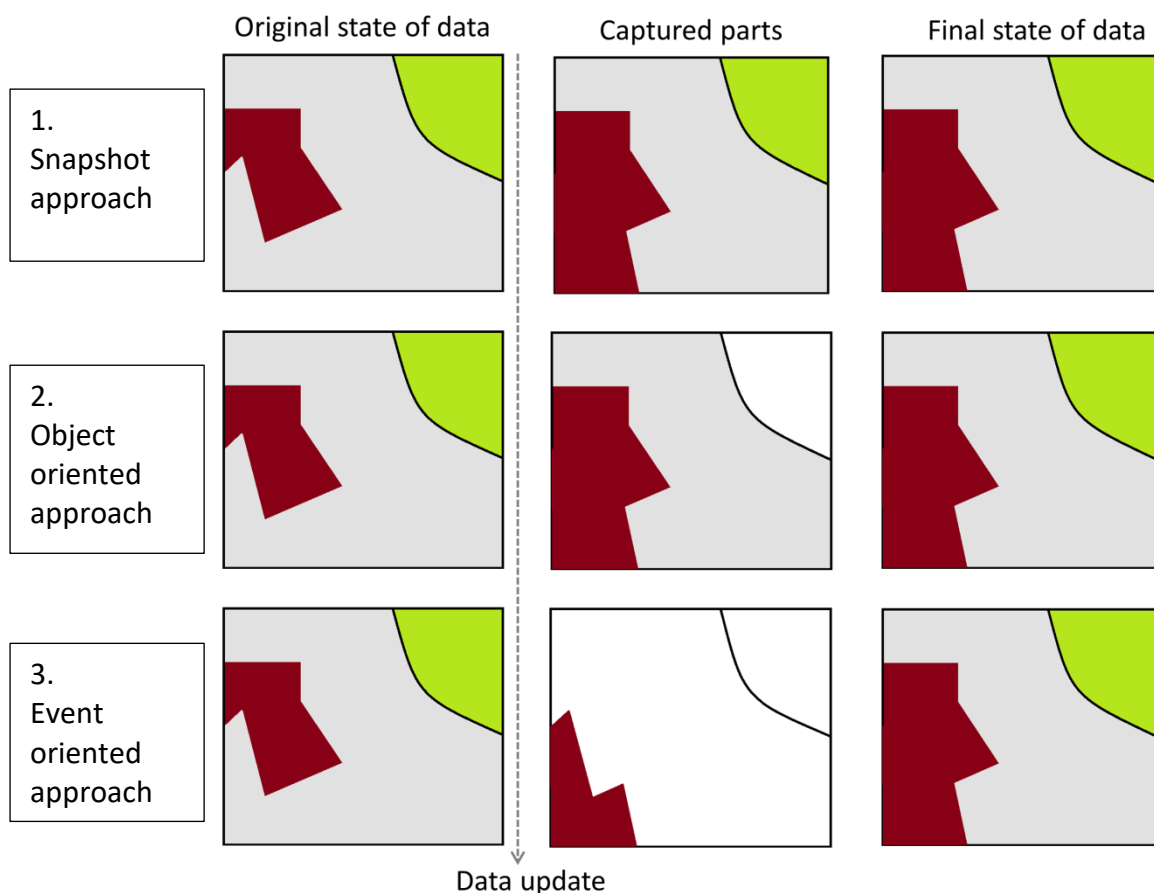 Original state of data
Captured parts
Final state of data
1.
Snapshot
approach
2.
Object
oriented
approach
3.
Event
oriented
approach
Data update